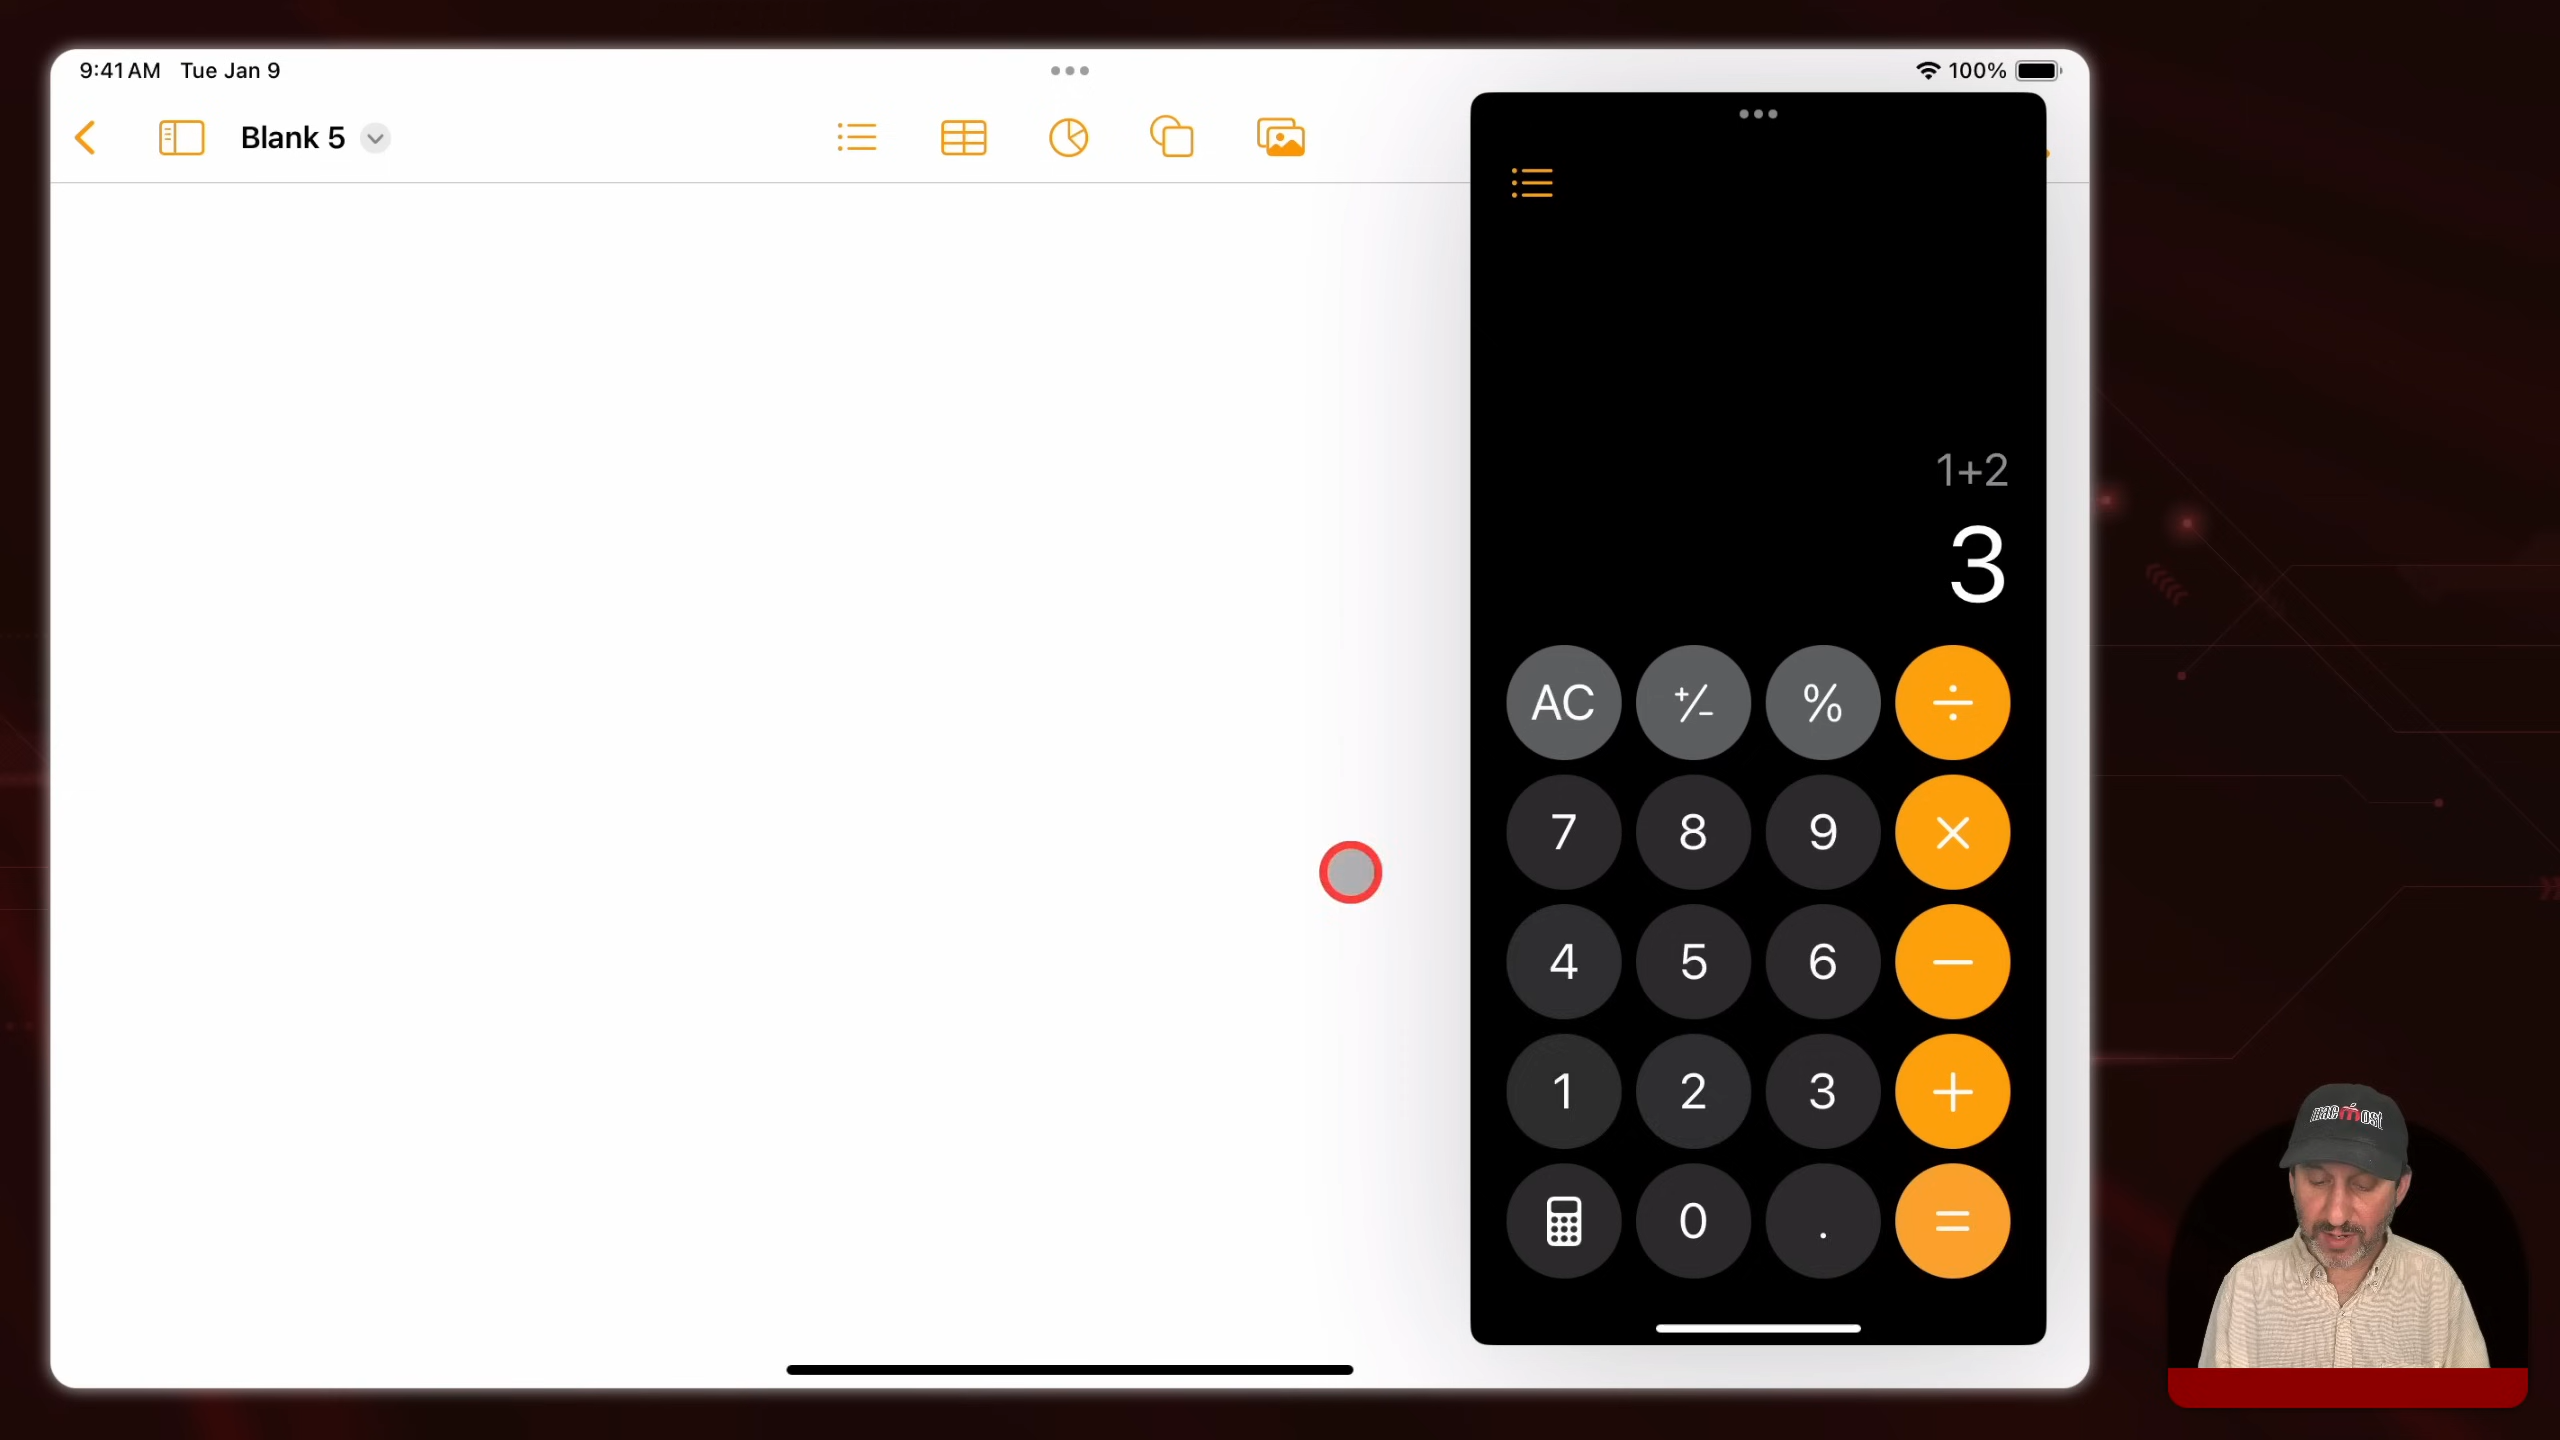 9:41 AM Tue Jan 9
100%
Blank 5
1+2
3
AC +/− % ÷
7 8 9 ×
4 5 6 −
1 2 3 +
0 . =
macmost